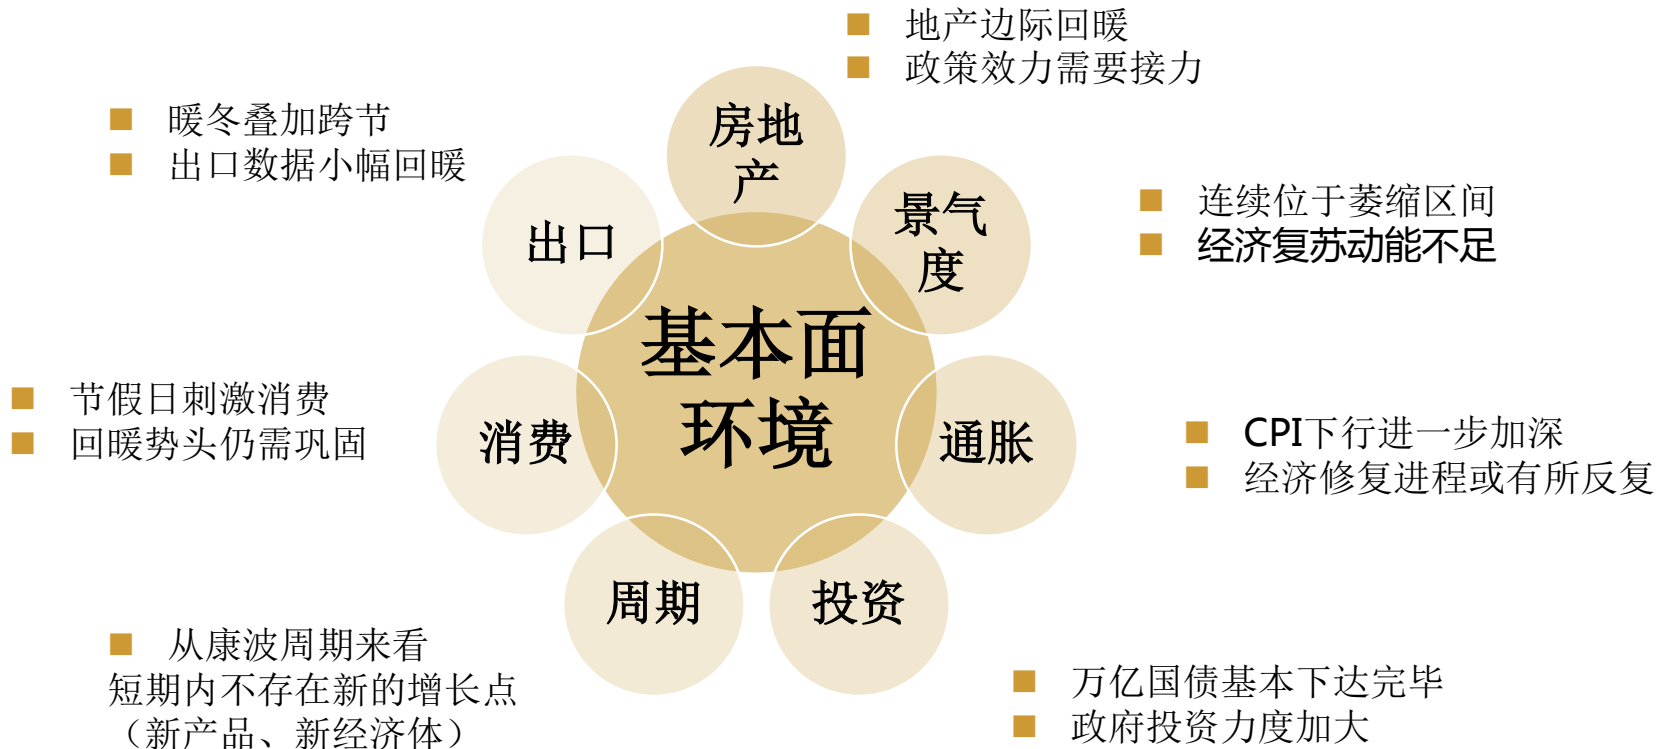 地产边际回暖
政策效力需要接力
暖冬叠加跨节
出口数据小幅回暖
房地
产
出口
景气
度
连续位于萎缩区间
经济复苏动能不足
基本面
环境
节假日刺激消费
回暖势头仍需巩固
消费
通胀
CPI下行进一步加深
经济修复进程或有所反复
周期
投资
从康波周期来看
短期内不存在新的增长点
（新产品、新经济体）
万亿国债基本下达完毕
政府投资力度加大